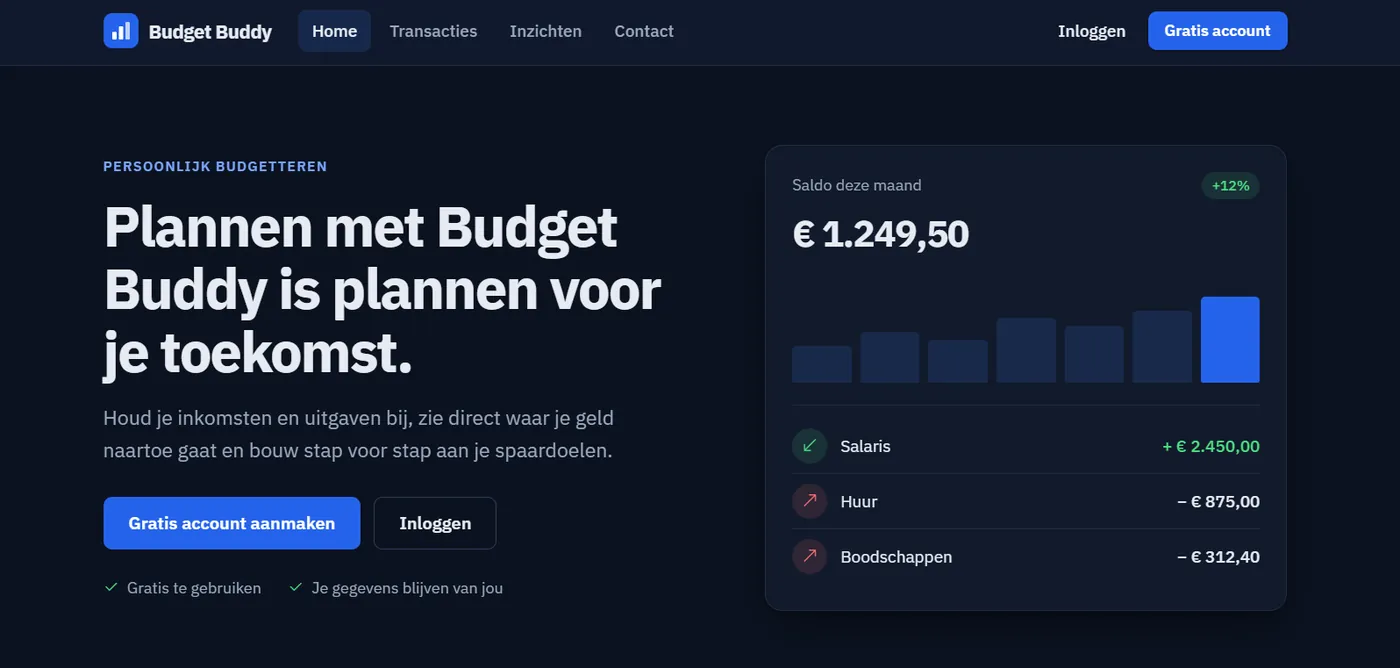 Budget Buddy
Home
Transacties
Inzichten
Contact
Inloggen
Gratis account
PERSOONLIJK BUDGETTEREN
Plannen met Budget
Buddy is plannen voor
je toekomst.
Houd je inkomsten en uitgaven bij, zie direct waar je geld
naartoe gaat en bouw stap voor stap aan je spaardoelen.
Gratis account aanmaken
Inloggen
Gratis te gebruiken
Je gegevens blijven van jou
Saldo deze maand
+12%
€ 1.249,50
Salaris
+ € 2.450,00
Huur
– € 875,00
Boodschappen
– € 312,40